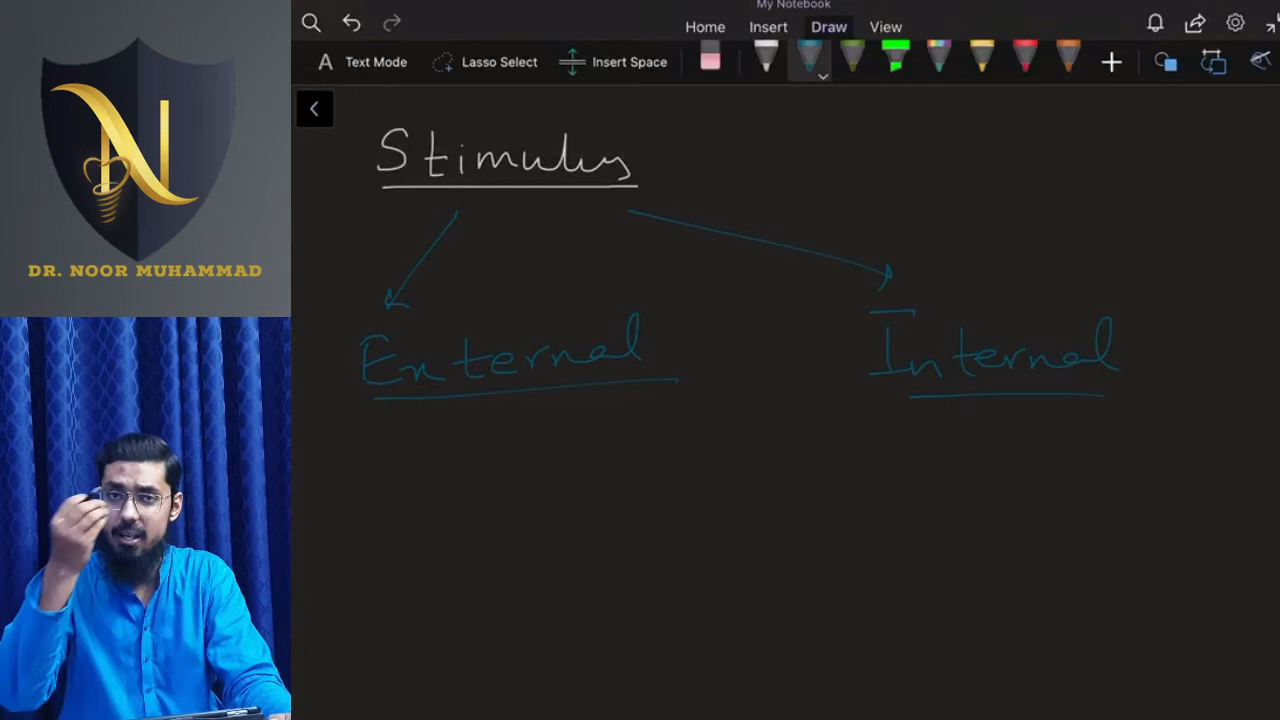 My Notebook
Home Insert Draw View
Text Mode Lasso Select Insert Space
Stimulus
External Internal
N
DR. NOOR MUHAMMAD